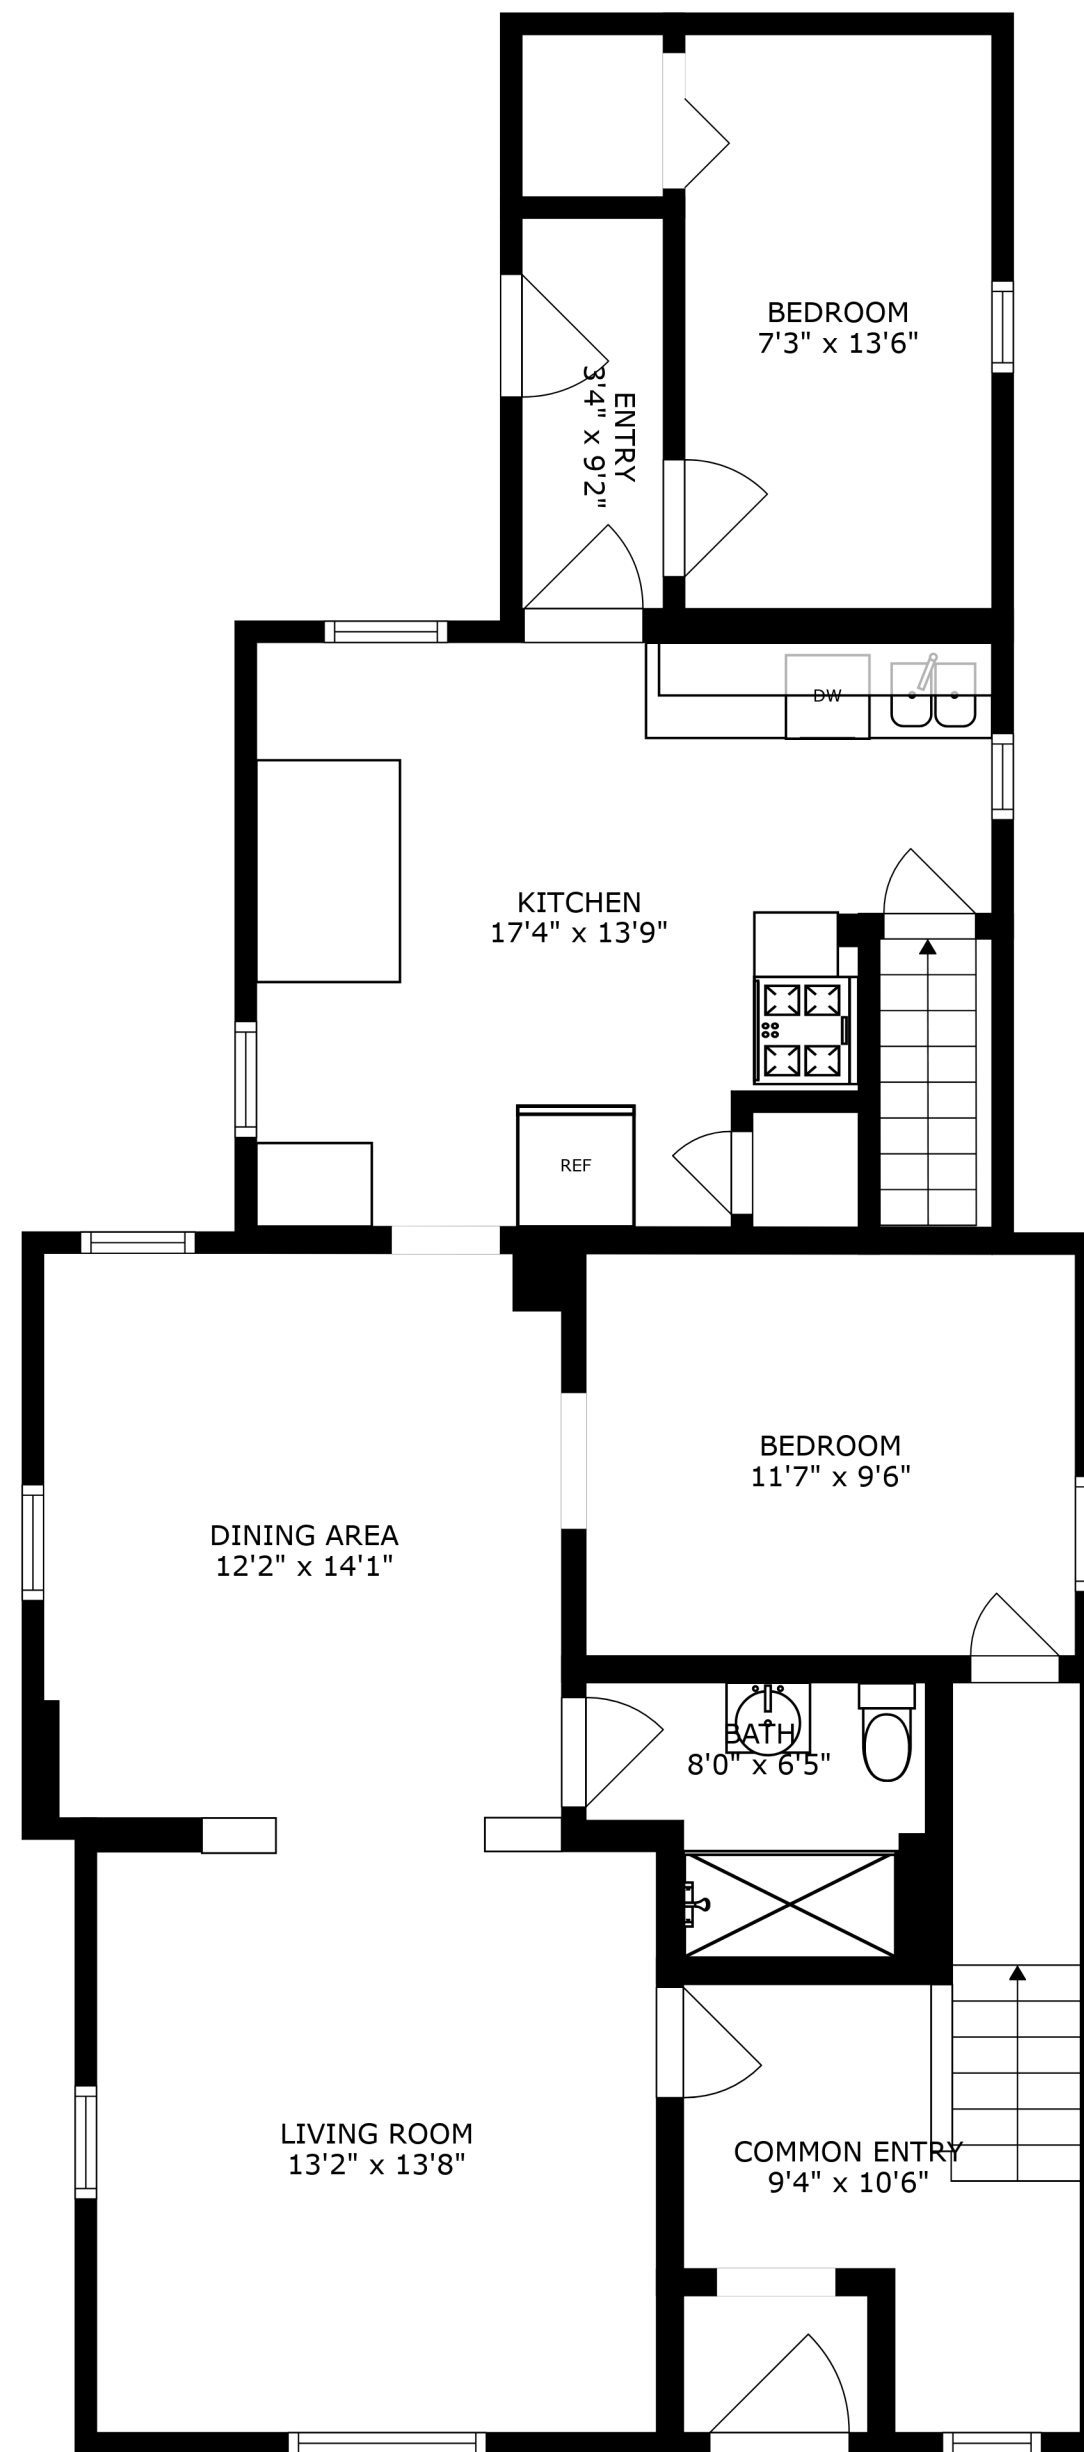 BEDROOM
7'3" x 13'6"
ENTRY
3'4" x 9'2"
DW
KITCHEN
17'4" x 13'9"
REF
BEDROOM
11'7" x 9'6"
DINING AREA
12'2" x 14'1"
BATH
8'0" x 6'5"
LIVING ROOM
13'2" x 13'8"
COMMON ENTRY
9'4" x 10'6"